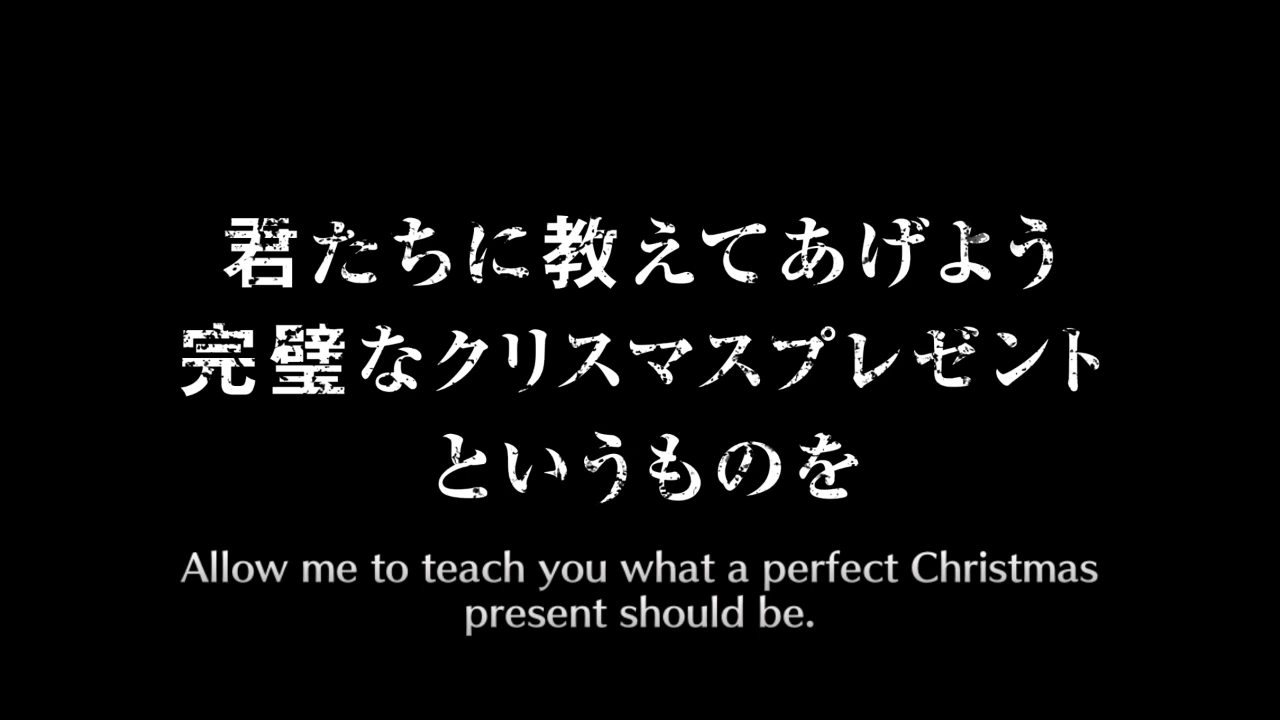 君たちに教えてあげよう
完璧なクリスマスプレゼント
というものを
Allow me to teach you what a perfect Christmas
present should be.